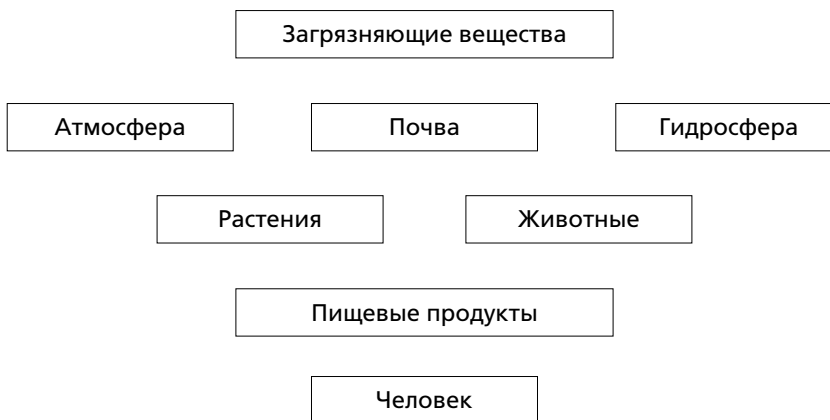 Загрязняющие вещества
Атмосфера
Почва
Гидросфера
Растения
Животные
Пищевые продукты
Человек